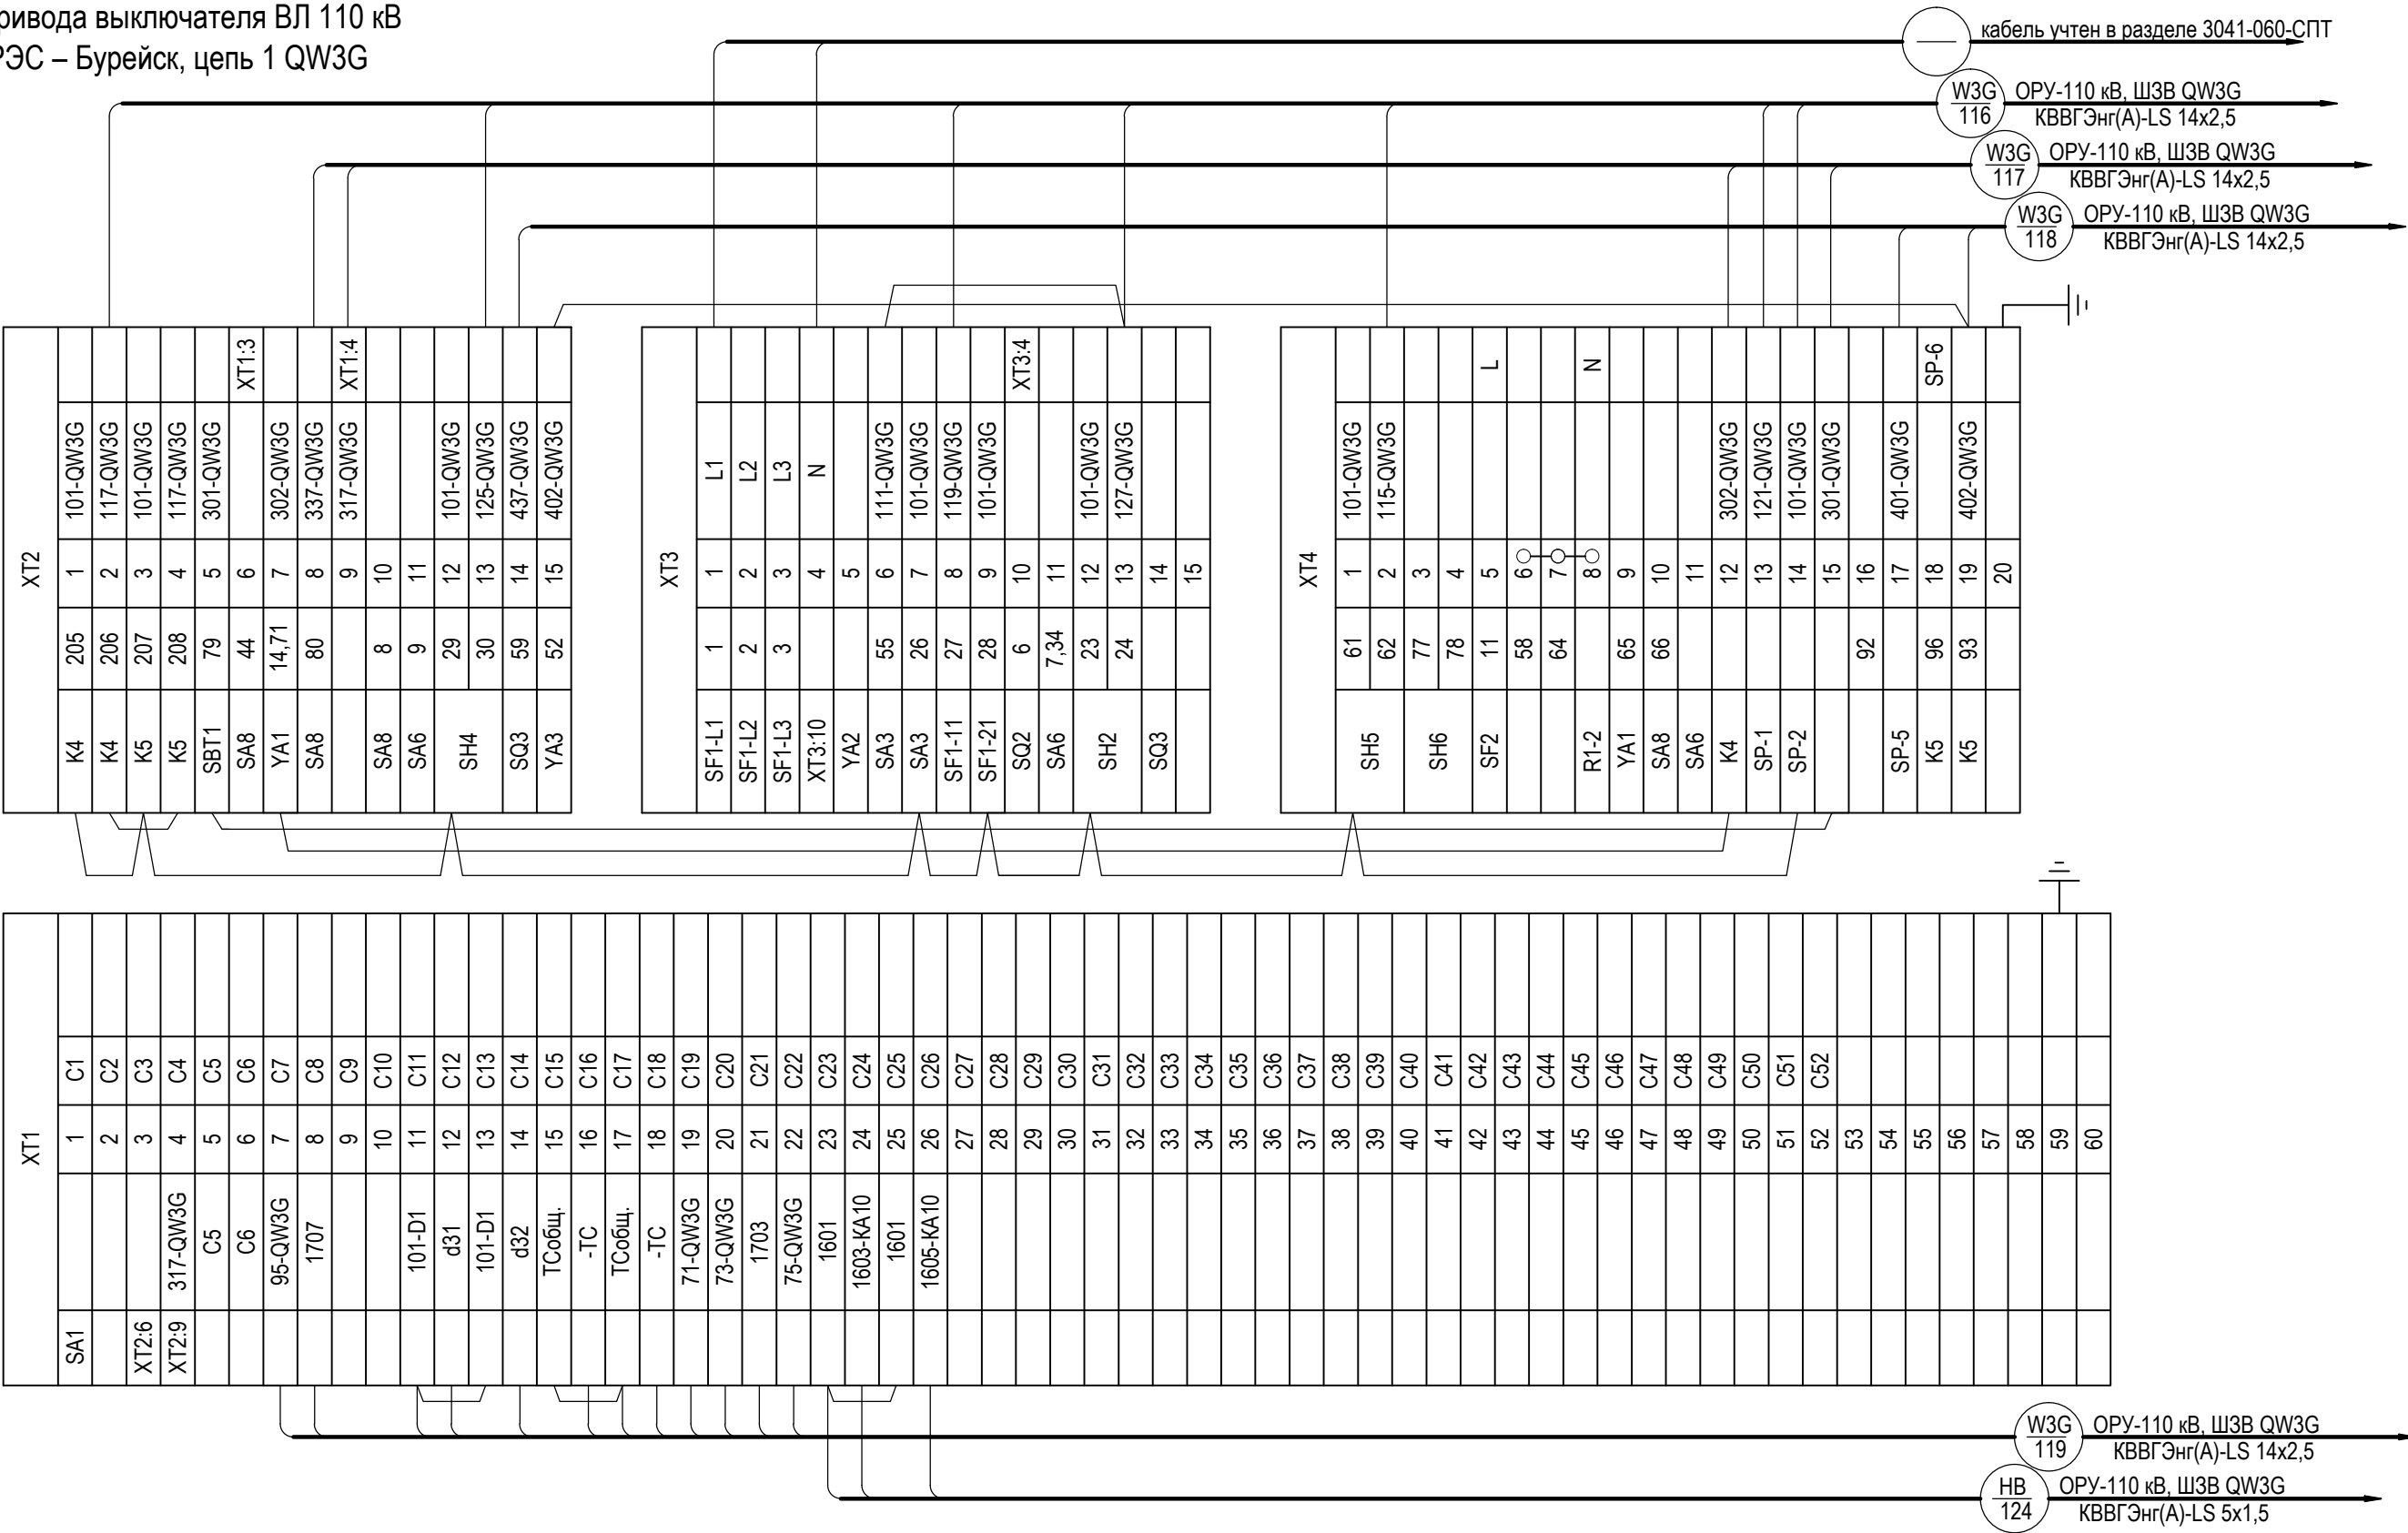 ривода выключателя ВЛ 110 кВ
РЭС – Бурейск, цепь 1 QW3G
кабель учтен в разделе 3041-060-СПТ
W3G
116
ОРУ-110 кВ, ШЗВ QW3G
КВВГЭнг(А)-LS 14х2,5
W3G
117
ОРУ-110 кВ, ШЗВ QW3G
КВВГЭнг(А)-LS 14х2,5
W3G
118
ОРУ-110 кВ, ШЗВ QW3G
КВВГЭнг(А)-LS 14х2,5
XT2
K4 205 1 101-QW3G
K4 206 2 117-QW3G
K5 207 3 101-QW3G
K5 208 4 117-QW3G
SBT1 79 5 301-QW3G
SA8 44 6 XT1:3
YA1 14,71 7 302-QW3G
SA8 80 8 337-QW3G
9 317-QW3G XT1:4
SA8 8 10
SA6 9 11
SH4 29 12 101-QW3G
30 13 125-QW3G
SQ3 59 14 437-QW3G
YA3 52 15 402-QW3G
XT3
SF1-L1 1 1 L1
SF1-L2 2 2 L2
SF1-L3 3 3 L3
XT3:10 4 N
YA2 5
SA3 55 6 111-QW3G
SA3 26 7 101-QW3G
SF1-11 27 8 119-QW3G
SF1-21 28 9 101-QW3G
SQ2 6 10 XT3:4
SA6 7,34 11
SH2 23 12 101-QW3G
24 13 127-QW3G
SQ3 14
15
XT4
SH5 61 1 101-QW3G
62 2 115-QW3G
SH6 77 3
78 4
SF2 11 5 L
58 6
64 7
R1-2 8 N
YA1 65 9
SA8 66 10
SA6 11
K4 12 302-QW3G
SP-1 13 121-QW3G
SP-2 14 101-QW3G
15 301-QW3G
92 16
SP-5 17 401-QW3G
K5 96 18 SP-6
K5 93 19 402-QW3G
20
XT1
SA1 1 C1
2 C2
XT2:6 3 C3
XT2:9 317-QW3G 4 C4
C5 5 C5
C6 6 C6
95-QW3G 7 C7
1707 8 C8
9 C9
10 C10
101-D1 11 C11
d31 12 C12
101-D1 13 C13
d32 14 C14
ТСобщ. 15 C15
-ТС 16 C16
ТСобщ. 17 C17
-ТС 18 C18
71-QW3G 19 C19
73-QW3G 20 C20
1703 21 C21
75-QW3G 22 C22
1601 23 C23
1603-КА10 24 C24
1601 25 C25
1605-КА10 26 C26
27 C27
28 C28
29 C29
30 C30
31 C31
32 C32
33 C33
34 C34
35 C35
36 C36
37 C37
38 C38
39 C39
40 C40
41 C41
42 C42
43 C43
44 C44
45 C45
46 C46
47 C47
48 C48
49 C49
50 C50
51 C51
52 C52
53
54
55
56
57
58
59
60
W3G
119
ОРУ-110 кВ, ШЗВ QW3G
КВВГЭнг(А)-LS 14х2,5
НВ
124
ОРУ-110 кВ, ШЗВ QW3G
КВВГЭнг(А)-LS 5х1,5